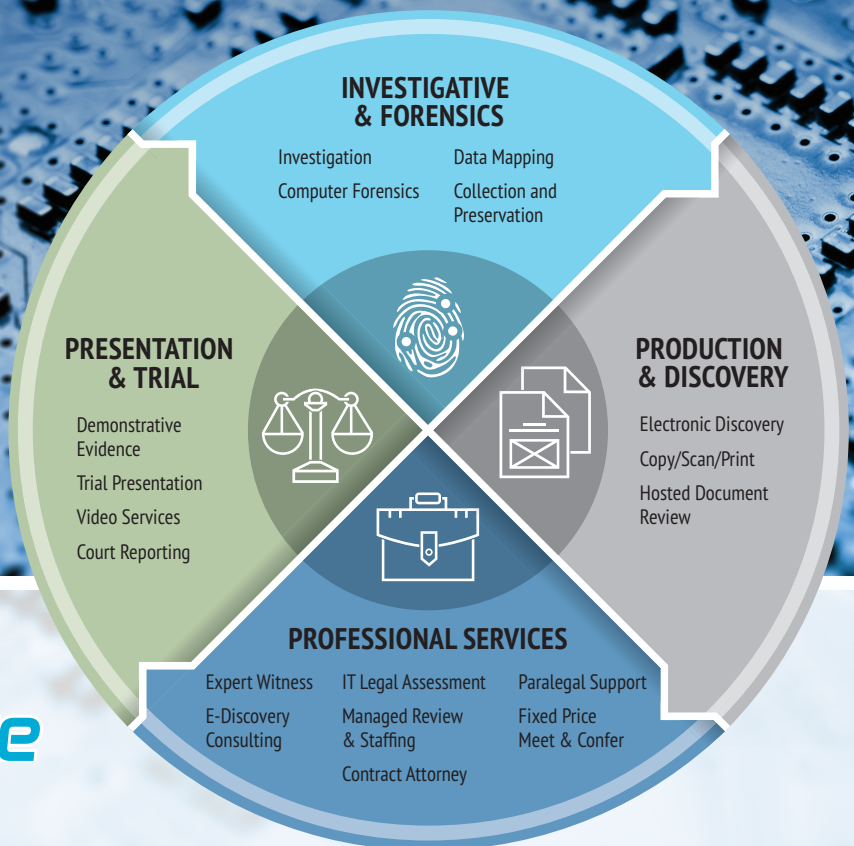 INVESTIGATIVE
& FORENSICS
Investigation
Computer Forensics
Data Mapping
Collection and
Preservation
PRESENTATION
& TRIAL
Demonstrative
Evidence
Trial Presentation
Video Services
Court Reporting
PRODUCTION
& DISCOVERY
Electronic Discovery
Copy/Scan/Print
Hosted Document
Review
PROFESSIONAL SERVICES
Expert Witness
E-Discovery
Consulting
IT Legal Assessment
Managed Review
& Staffing
Contract Attorney
Paralegal Support
Fixed Price
Meet & Confer
e